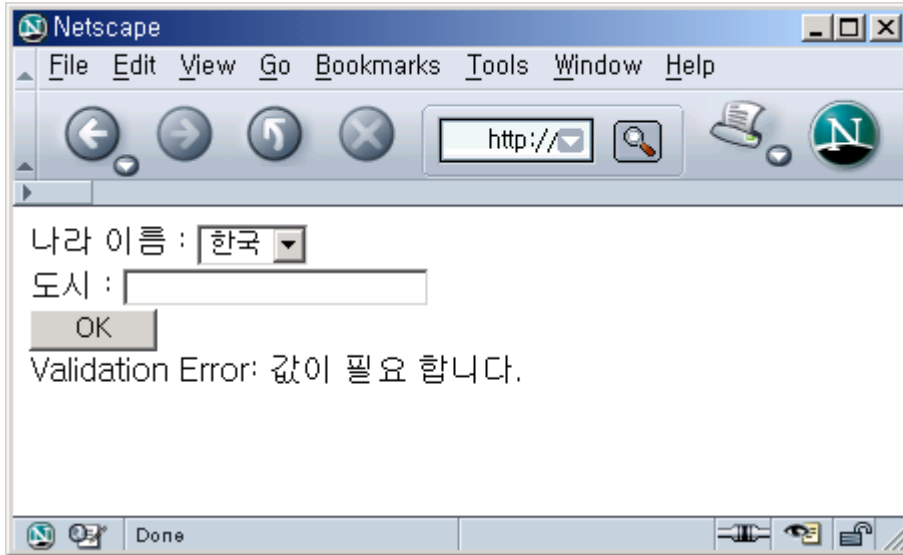 Netscape
File Edit View Go Bookmarks Tools Window Help
http://
N
나라 이름 : 한국
도시 :
OK
Validation Error: 값이 필요 합니다.
Done